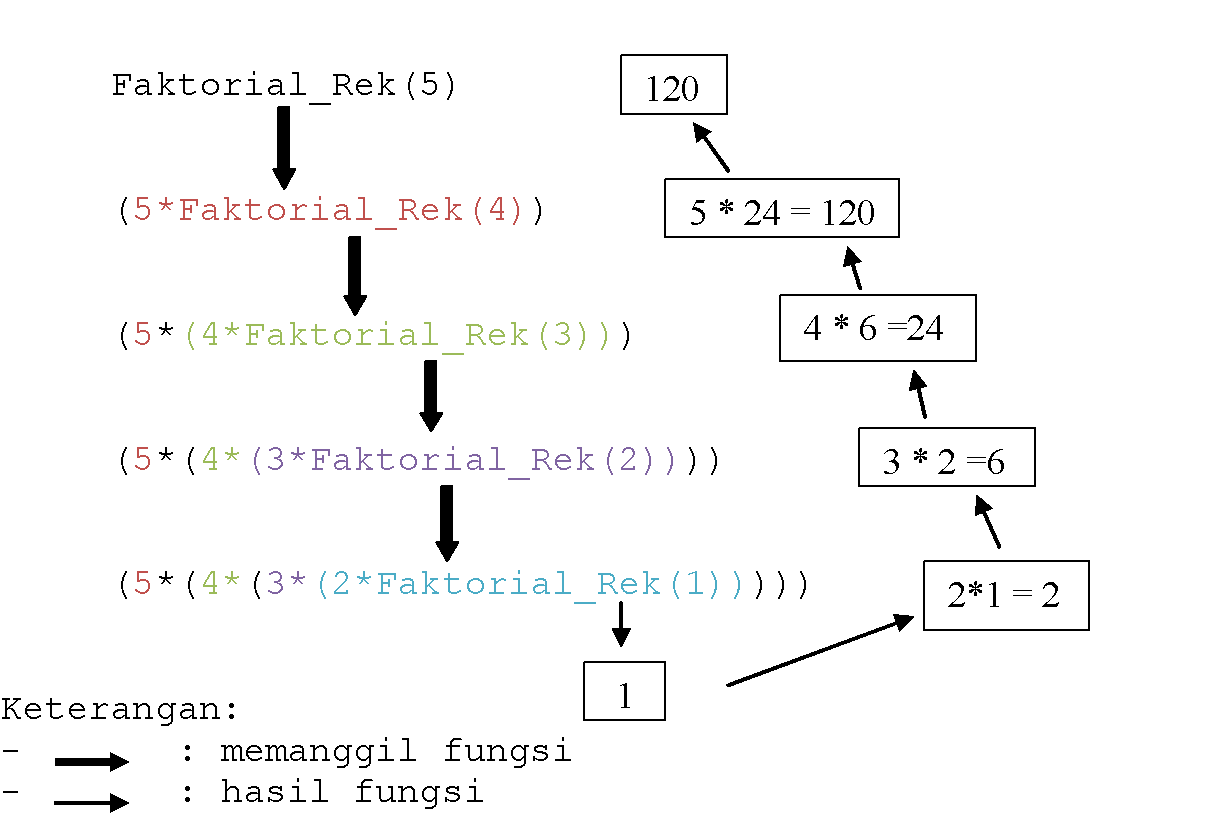 Faktorial_Rek(5)
120
(5*Faktorial_Rek(4))
5 * 24 = 120
(5*(4*Faktorial_Rek(3)))
4 * 6 =24
(5*(4*(3*Faktorial_Rek(2))))
3 * 2 =6
(5*(4*(3*(2*Faktorial_Rek(1)))))
2*1 = 2
1
Keterangan:
- : memanggil fungsi
- : hasil fungsi